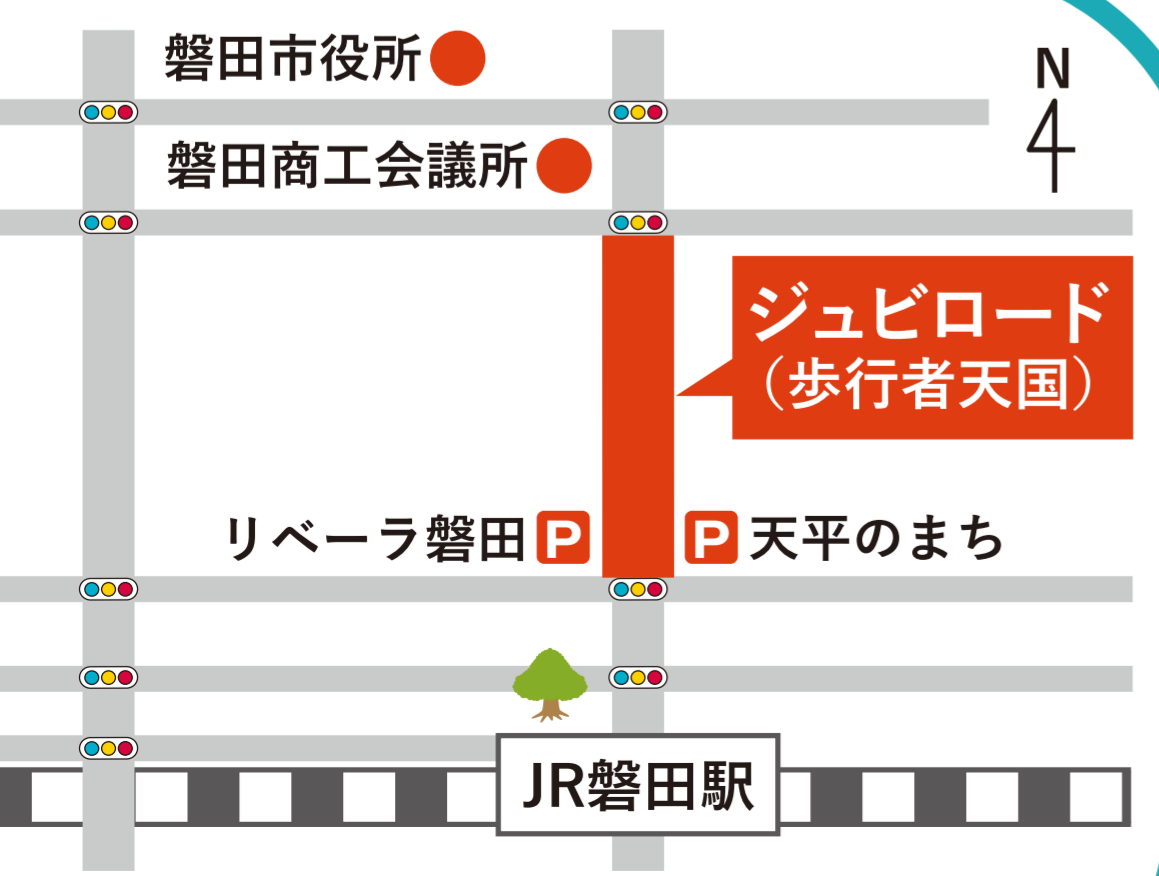 磐田市役所
N
磐田商工会議所
ジュビロード
（歩行者天国）
リベーラ磐田 P
P 天平のまち
JR磐田駅